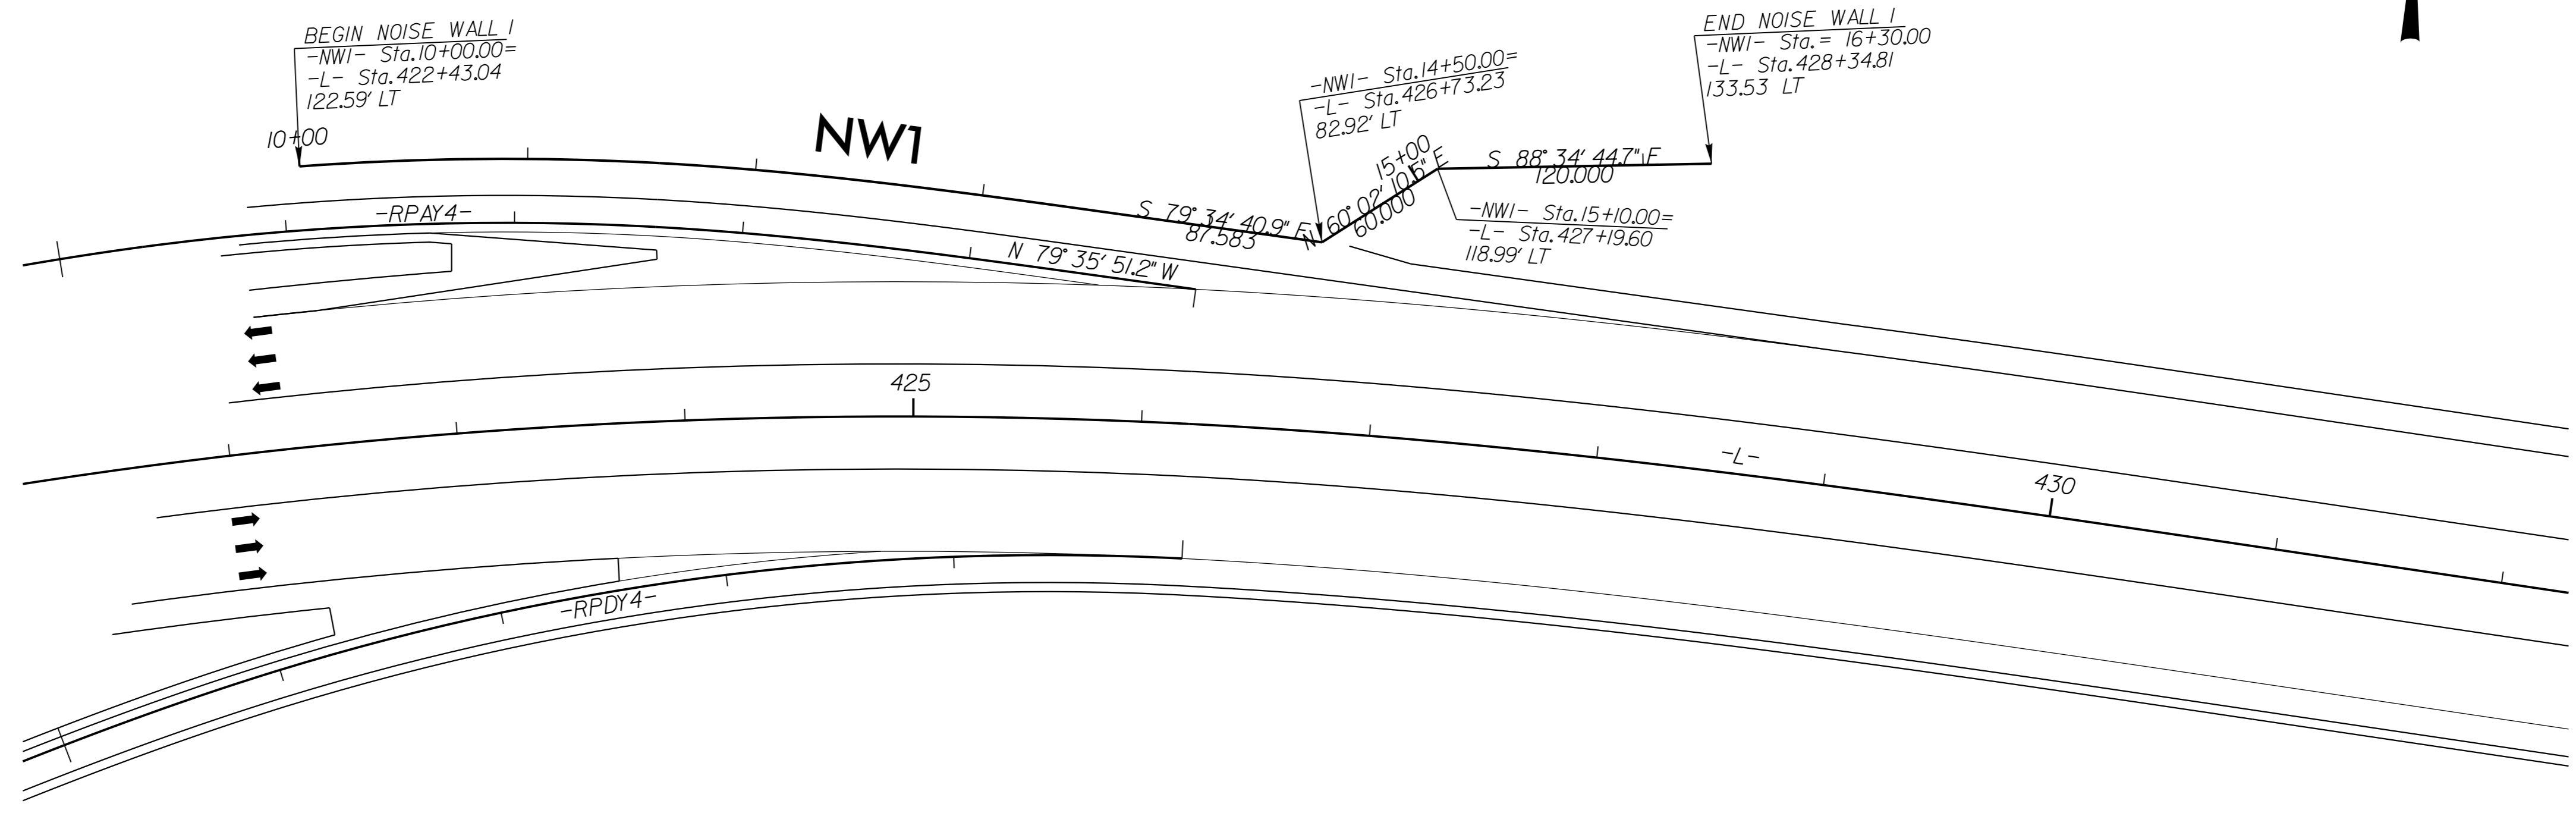 BEGIN NOISE WALL 1
-NW1- Sta.10+00.00=
-L- Sta.422+43.04
122.59' LT
10+00
NW1
-NW1- Sta.14+50.00=
-L- Sta.426+73.23
82.92' LT
END NOISE WALL 1
-NW1- Sta.= 16+30.00
-L- Sta.428+34.81
133.53 LT
15+00
S 88° 34' 44.7" E
120.000
N 60° 02' 10.5" E
60.000
S 79° 34' 40.9" E
87.583
-NW1- Sta.15+10.00=
-L- Sta.427+19.60
118.99' LT
-RPAY4-
N 79° 35' 51.2" W
425
-L-
430
-RPDY4-